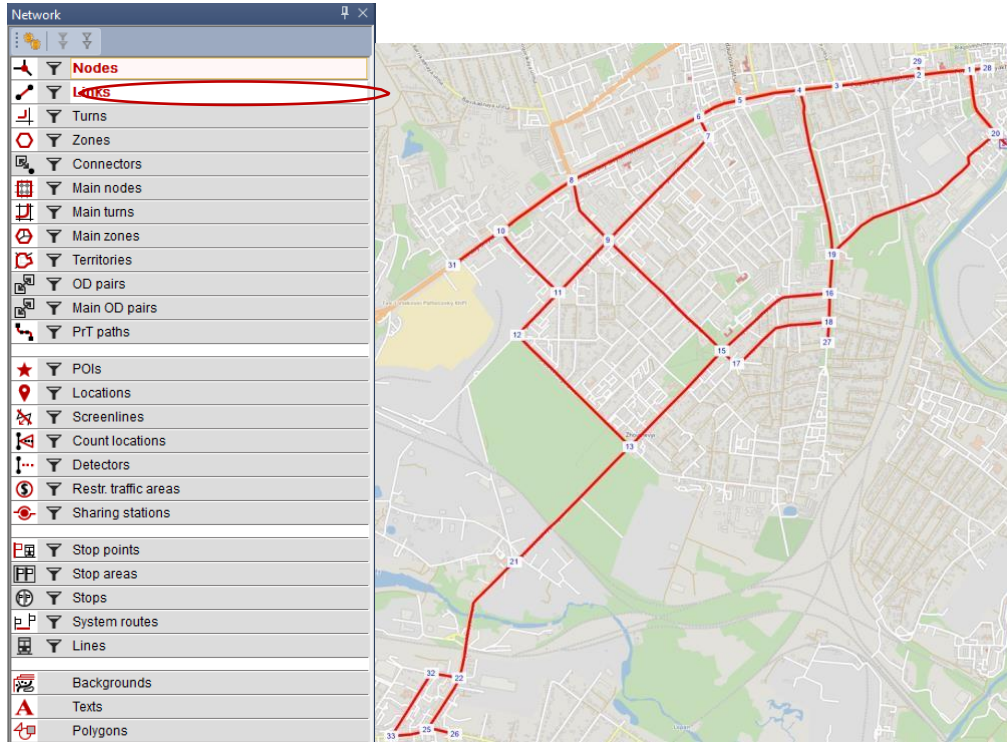 Network
Nodes
Links
Turns
Zones
Connectors
Main nodes
Main turns
Main zones
Territories
OD pairs
Main OD pairs
PrT paths
POIs
Locations
Screenlines
Count locations
Detectors
Restr. traffic areas
Sharing stations
Stop points
Stop areas
Stops
System routes
Lines
Backgrounds
Texts
Polygons
29
1 28
2
4 3
5
20
6
7
8
10 9
19
31
11 16
18
12
27
15
17
13
21
32 22
25 26
33